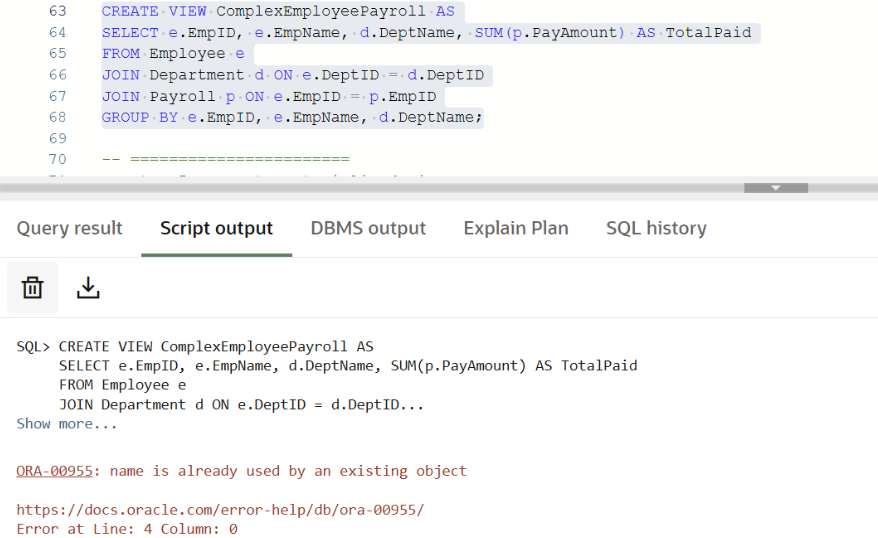 63 CREATE VIEW ComplexEmployeePayroll AS
64 SELECT e.EmpID, e.EmpName, d.DeptName, SUM(p.PayAmount) AS TotalPaid
65 FROM Employee e
66 JOIN Department d ON e.DeptID = d.DeptID
67 JOIN Payroll p ON e.EmpID = p.EmpID
68 GROUP BY e.EmpID, e.EmpName, d.DeptName;
69
70 -- =======================
Query result Script output DBMS output Explain Plan SQL history
SQL> CREATE VIEW ComplexEmployeePayroll AS
SELECT e.EmpID, e.EmpName, d.DeptName, SUM(p.PayAmount) AS TotalPaid
FROM Employee e
JOIN Department d ON e.DeptID = d.DeptID...
Show more...
ORA-00955: name is already used by an existing object
https://docs.oracle.com/error-help/db/ora-00955/
Error at Line: 4 Column: 0